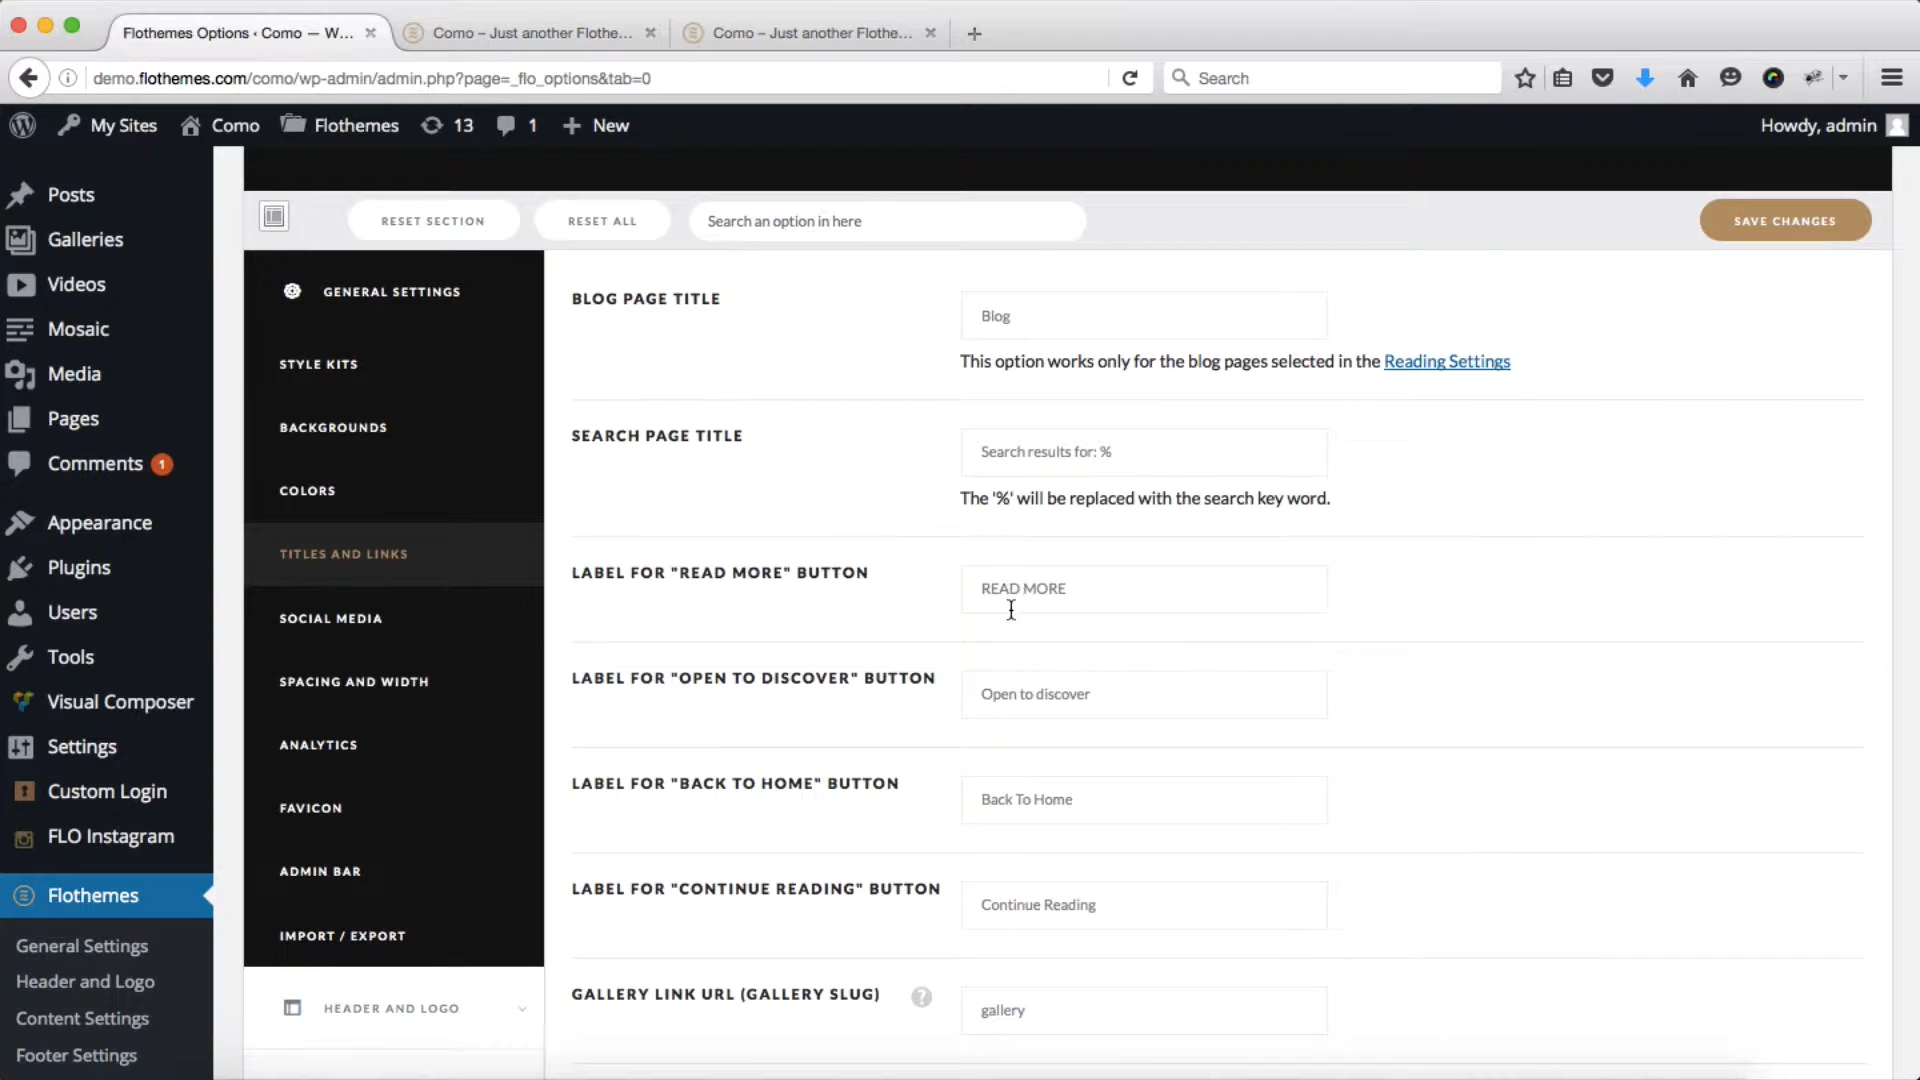 Flothemes Options ‹ Como — W...
Como – Just another Flothe...
Como – Just another Flothe...
demo.flothemes.com/como/wp-admin/admin.php?page=_flo_options&tab=0
Search
My Sites
Como
Flothemes
13
1
New
Howdy, admin
Posts
Galleries
Videos
Mosaic
Media
Pages
Comments 1
Appearance
Plugins
Users
Tools
Visual Composer
Settings
Custom Login
FLO Instagram
Flothemes
General Settings
Header and Logo
Content Settings
Footer Settings
RESET SECTION
RESET ALL
Search an option in here
SAVE CHANGES
GENERAL SETTINGS
STYLE KITS
BACKGROUNDS
COLORS
TITLES AND LINKS
SOCIAL MEDIA
SPACING AND WIDTH
ANALYTICS
FAVICON
ADMIN BAR
IMPORT / EXPORT
HEADER AND LOGO
BLOG PAGE TITLE
Blog
This option works only for the blog pages selected in the Reading Settings
SEARCH PAGE TITLE
Search results for: %
The '%' will be replaced with the search key word.
LABEL FOR "READ MORE" BUTTON
READ MORE
LABEL FOR "OPEN TO DISCOVER" BUTTON
Open to discover
LABEL FOR "BACK TO HOME" BUTTON
Back To Home
LABEL FOR "CONTINUE READING" BUTTON
Continue Reading
GALLERY LINK URL (GALLERY SLUG)
?
gallery